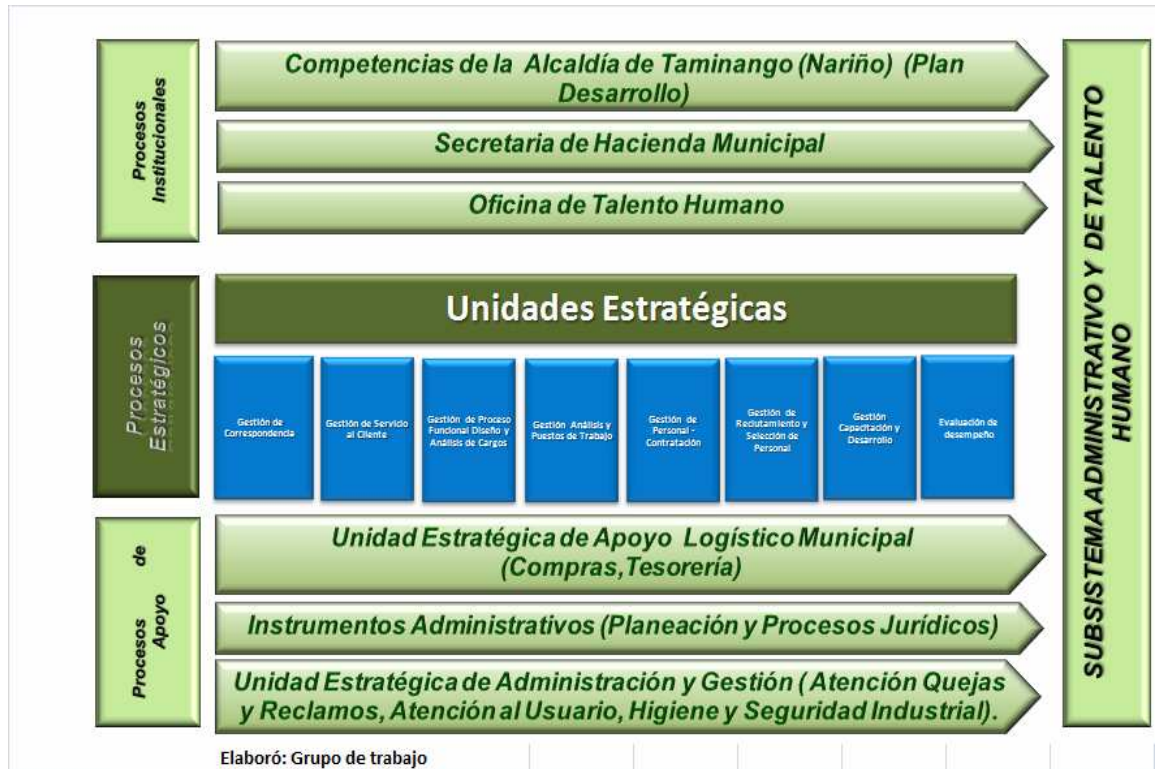 Procesos
Institucionales
Competencias de la Alcaldía de Taminango (Nariño) (Plan
Desarrollo)
Secretaria de Hacienda Municipal
Oficina de Talento Humano
Procesos
Estratégicos
Unidades Estratégicas
Gestión de
Correspondencia
Gestión de Servicio
al Cliente
Gestión de Proceso
Funcional Diseño y
Análisis de Cargos
Gestión Análisis y
Puestos de Trabajo
Gestión de
Personal -
Contratación
Gestión de
Reclutamiento y
Selección de
Personal
Gestión
Capacitación y
Desarrollo
Evaluación de
desempeño
Procesos de
Apoyo
Unidad Estratégica de Apoyo Logístico Municipal
(Compras,Tesorería)
Instrumentos Administrativos (Planeación y Procesos Jurídicos)
Unidad Estratégica de Administración y Gestión ( Atención Quejas
y Reclamos, Atención al Usuario, Higiene y Seguridad Industrial).
SUBSISTEMA ADMINISTRATIVO Y DE TALENTO
HUMANO
Elaboró: Grupo de trabajo